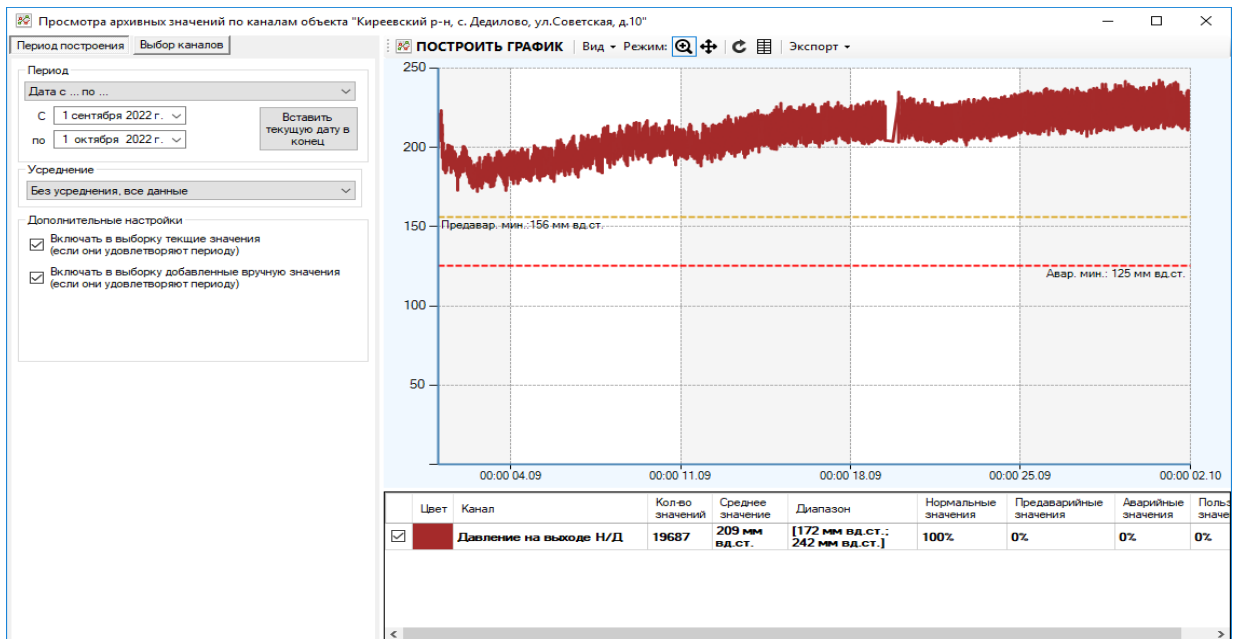 Просмотра архивных значений по каналам объекта "Киреевский р-н, с. Дедилово, ул.Советская, д.10"
Период построения Выбор каналов
Период
Дата с ... по ...
С 1 сентября 2022 г.
по 1 октября 2022 г.
Вставить
текущую дату в
конец
Усреднение
Без усреднения, все данные
Дополнительные настройки
Включать в выборку текщие значения
(если они удовлетворяют периоду)
Включать в выборку добавленные вручную значения
(если они удовлетворяют периоду)
ПОСТРОИТЬ ГРАФИК Вид Режим: Экспорт
250
200
150
100
50
Предавар. мин.:156 мм вд.ст.
Авар. мин.: 125 мм вд.ст.
00:00 04.09 00:00 11.09 00:00 18.09 00:00 25.09 00:00 02.10
Цвет Канал Кол-во значений Среднее значение Диапазон Нормальные значения Предаварийные значения Аварийные значения Польз значе
Давление на выходе Н/Д 19687 209 мм вд.ст. [172 мм вд.ст.; 242 мм вд.ст.] 100% 0% 0% 0%